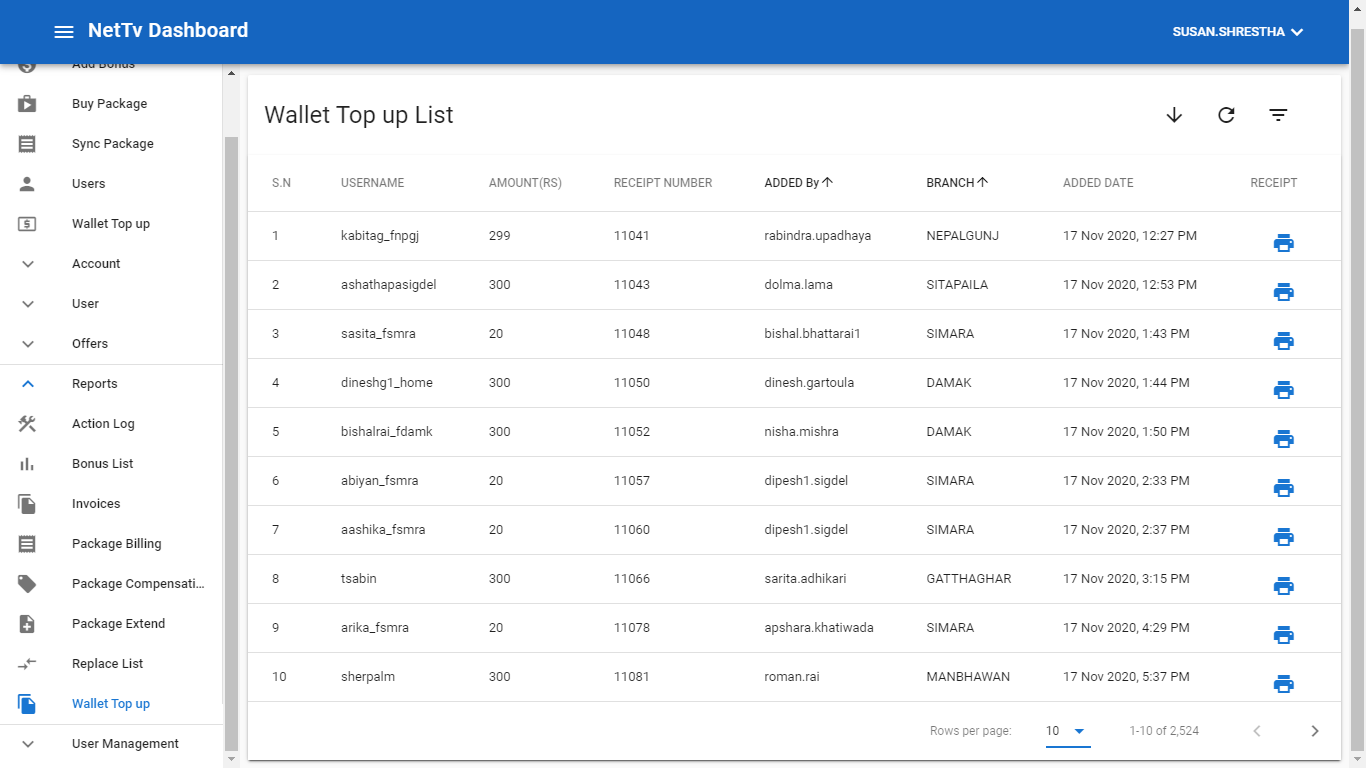 NetTv Dashboard
SUSAN.SHRESTHA
Add Bonus
Buy Package
Sync Package
Users
Wallet Top up
Account
User
Offers
Reports
Action Log
Bonus List
Invoices
Package Billing
Package Compensati...
Package Extend
Replace List
Wallet Top up
User Management
Wallet Top up List
S.N USERNAME AMOUNT(RS) RECEIPT NUMBER ADDED By BRANCH ADDED DATE RECEIPT
1 kabitag_fnpgj 299 11041 rabindra.upadhaya NEPALGUNJ 17 Nov 2020, 12:27 PM
2 ashathapasigdel 300 11043 dolma.lama SITAPAILA 17 Nov 2020, 12:53 PM
3 sasita_fsmra 20 11048 bishal.bhattarai1 SIMARA 17 Nov 2020, 1:43 PM
4 dineshg1_home 300 11050 dinesh.gartoula DAMAK 17 Nov 2020, 1:44 PM
5 bishalrai_fdamk 300 11052 nisha.mishra DAMAK 17 Nov 2020, 1:50 PM
6 abiyan_fsmra 20 11057 dipesh1.sigdel SIMARA 17 Nov 2020, 2:33 PM
7 aashika_fsmra 20 11060 dipesh1.sigdel SIMARA 17 Nov 2020, 2:37 PM
8 tsabin 300 11066 sarita.adhikari GATTHAGHAR 17 Nov 2020, 3:15 PM
9 arika_fsmra 20 11078 apshara.khatiwada SIMARA 17 Nov 2020, 4:29 PM
10 sherpalm 300 11081 roman.rai MANBHAWAN 17 Nov 2020, 5:37 PM
Rows per page: 10 1-10 of 2,524